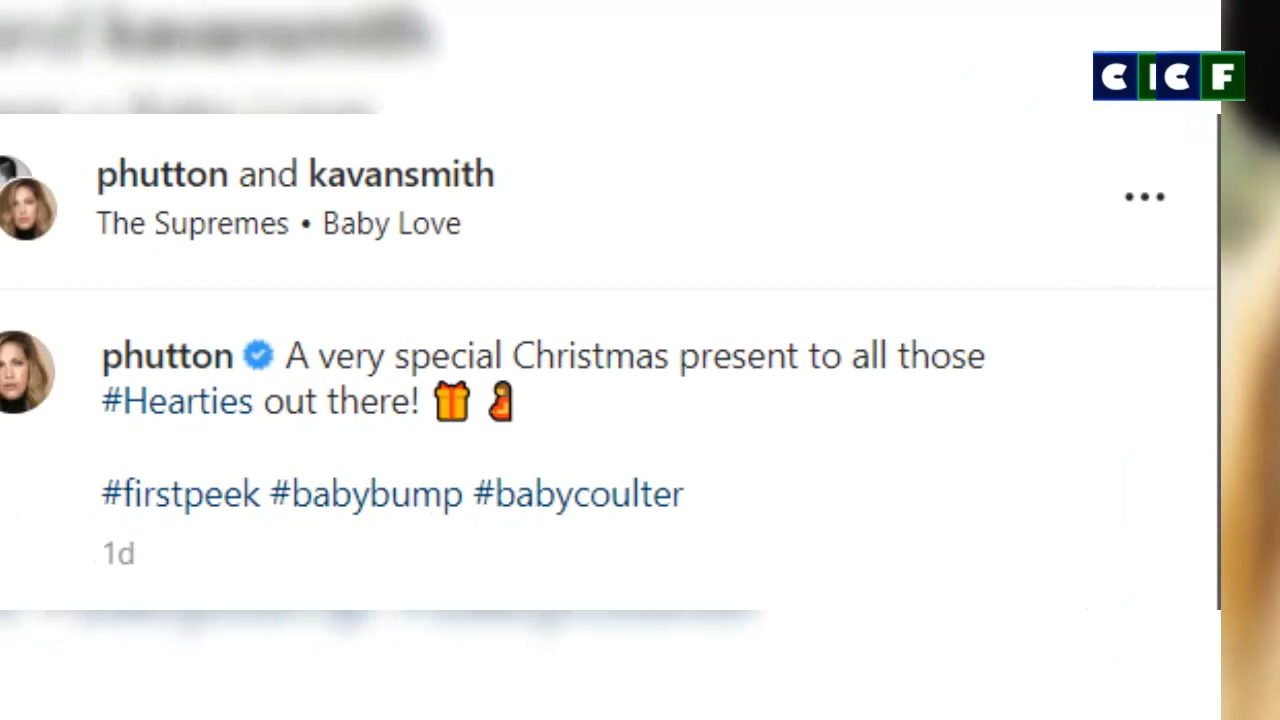 kavansmith
CICF
phutton and kavansmith
The Supremes • Baby Love
phutton A very special Christmas present to all those
#Hearties out there! 🎁 🤰
#firstpeek #babybump #babycoulter
1d